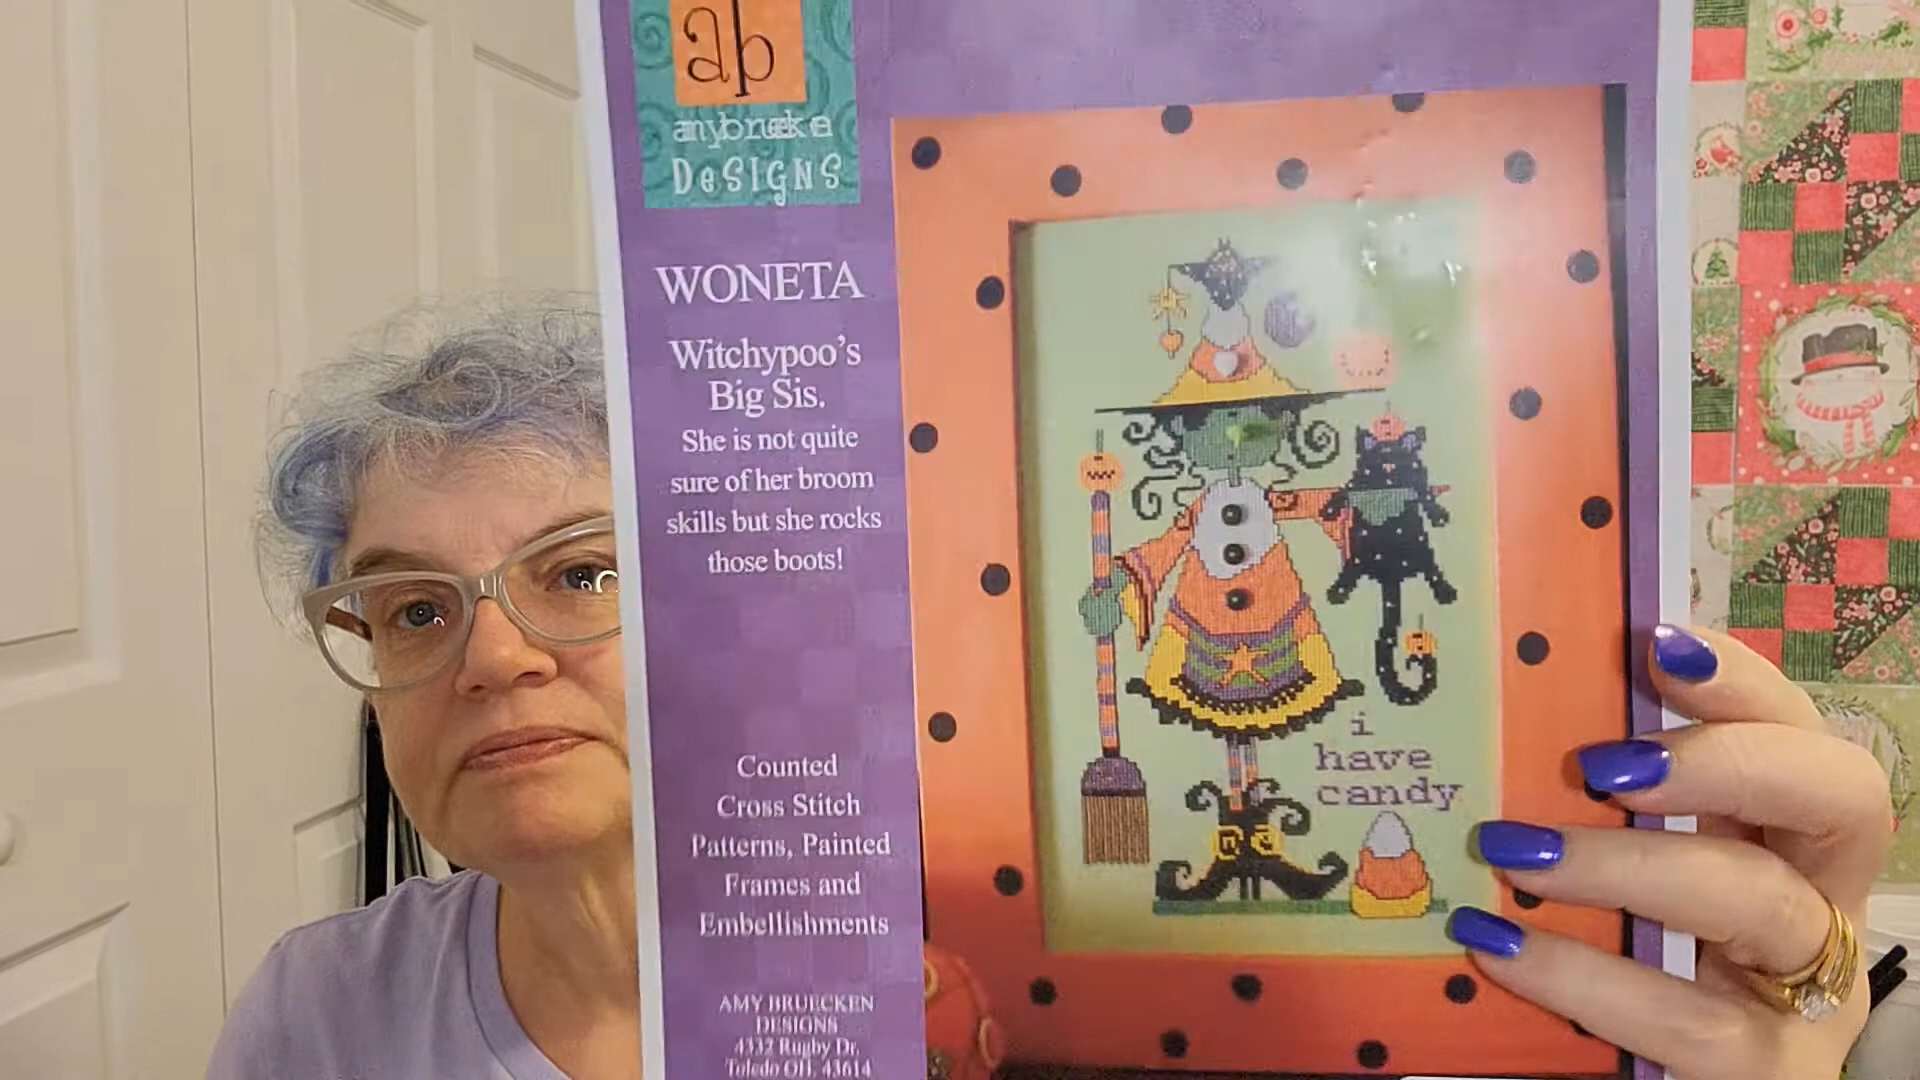 ab
amybruecken
DESIGNS
WONETA
Witchypoo's
Big Sis.
She is not quite
sure of her broom
skills but she rocks
those boots!
Counted
Cross Stitch
Patterns, Painted
Frames and
Embellishments
AMY BRUECKEN
DESIGNS
4332 Rugby Dr.
Toledo OH, 43614
i
have
candy